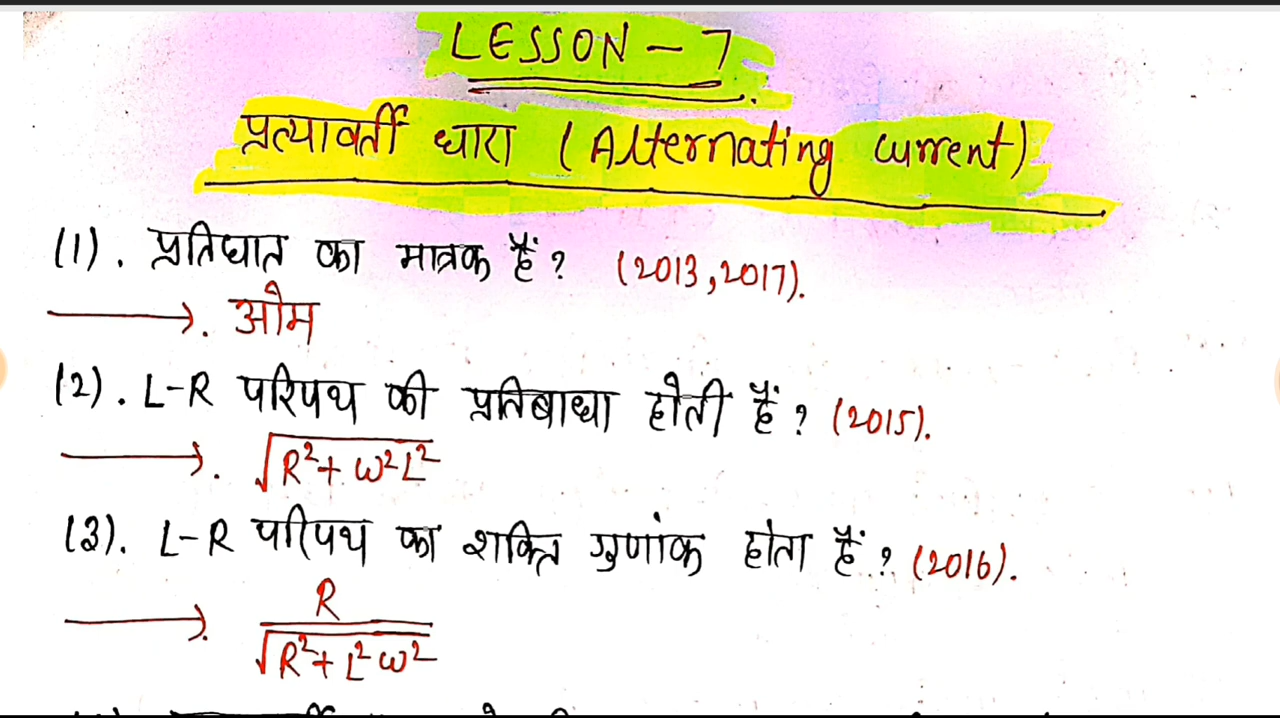 LESSON - 7
प्रत्यावर्ती धारा (Alternating current)
(1). प्रतिघात का मात्रक हैं? (2013,2017).
→. ओम
(2). L-R परिपथ की प्रतिबाधा होती हैं? (2015).
→. √R²+ω²L²
(3). L-R परिपथ का शक्ति गुणांक होता हैं? (2016).
→. R
√R²+L²ω²